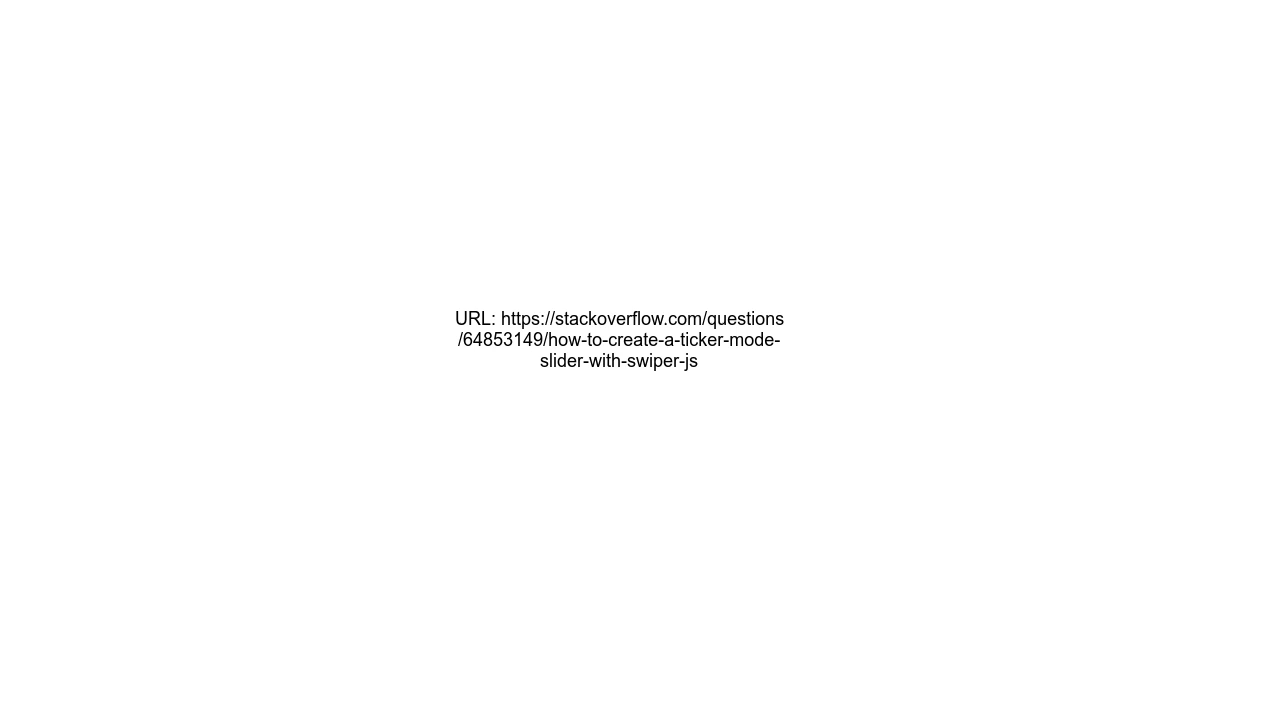 URL: https://stackoverflow.com/questions
/64853149/how-to-create-a-ticker-mode-
slider-with-swiper-js